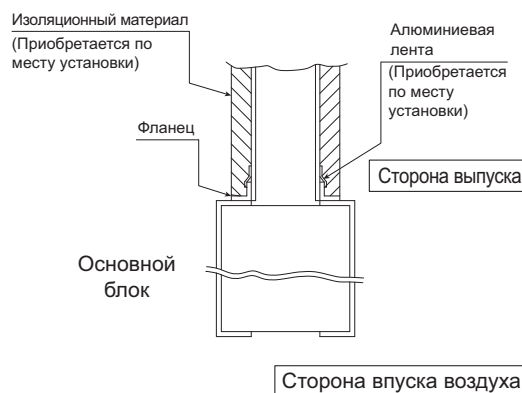 Изоляционный материал
(Приобретается по
месту установки)
Фланец
Алюминиевая
лента
(Приобретается
по месту
установки)
Сторона выпуска
Основной
блок
Сторона впуска воздуха